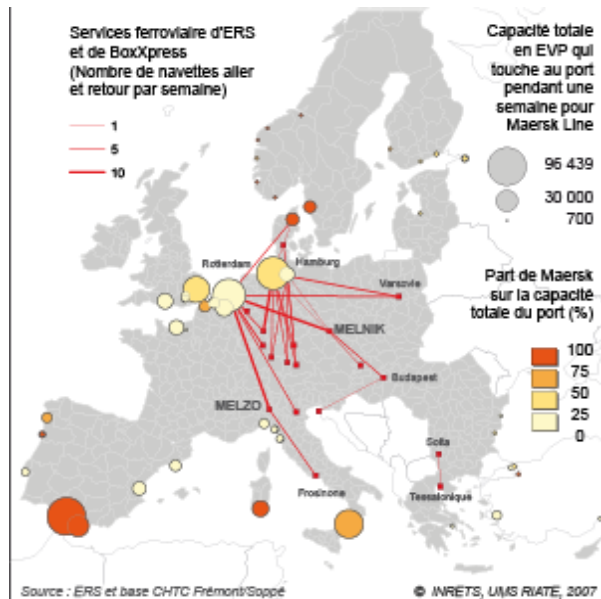 Services ferroviaire d'ERS
et de BoxXpress
(Nombre de navettes aller
et retour par semaine)
1
5
10
Capacité totale
en EVP qui
touche au port
pendant une
semaine pour
Maersk Line
96 439
30 000
700
Part de Maersk
sur la capacité
totale du port (%)
100
75
50
25
0
Rotterdam
Hamburg
Varsovie
MELNIK
Budapest
MELZO
Sofia
Frosinone
Tessalonique
Source : ERS et base CHTC Frémont/Soppé
© INRETS, UMS RIATE, 2007